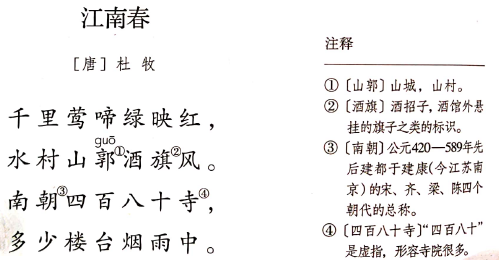 江南春
[唐] 杜 牧
千里莺啼绿映红，
guō
水村山郭①酒旗②风。
南朝③四百八十寺④，
多少楼台烟雨中。
注释
①〔山郭〕山城，山村。
②〔酒旗〕酒招子，酒馆外悬
挂的旗子之类的标识。
③〔南朝〕公元420—589年先
后建都于建康(今江苏南
京)的宋、齐、梁、陈四个
朝代的总称。
④〔四百八十寺〕“四百八十”
是虚指，形容寺院很多。